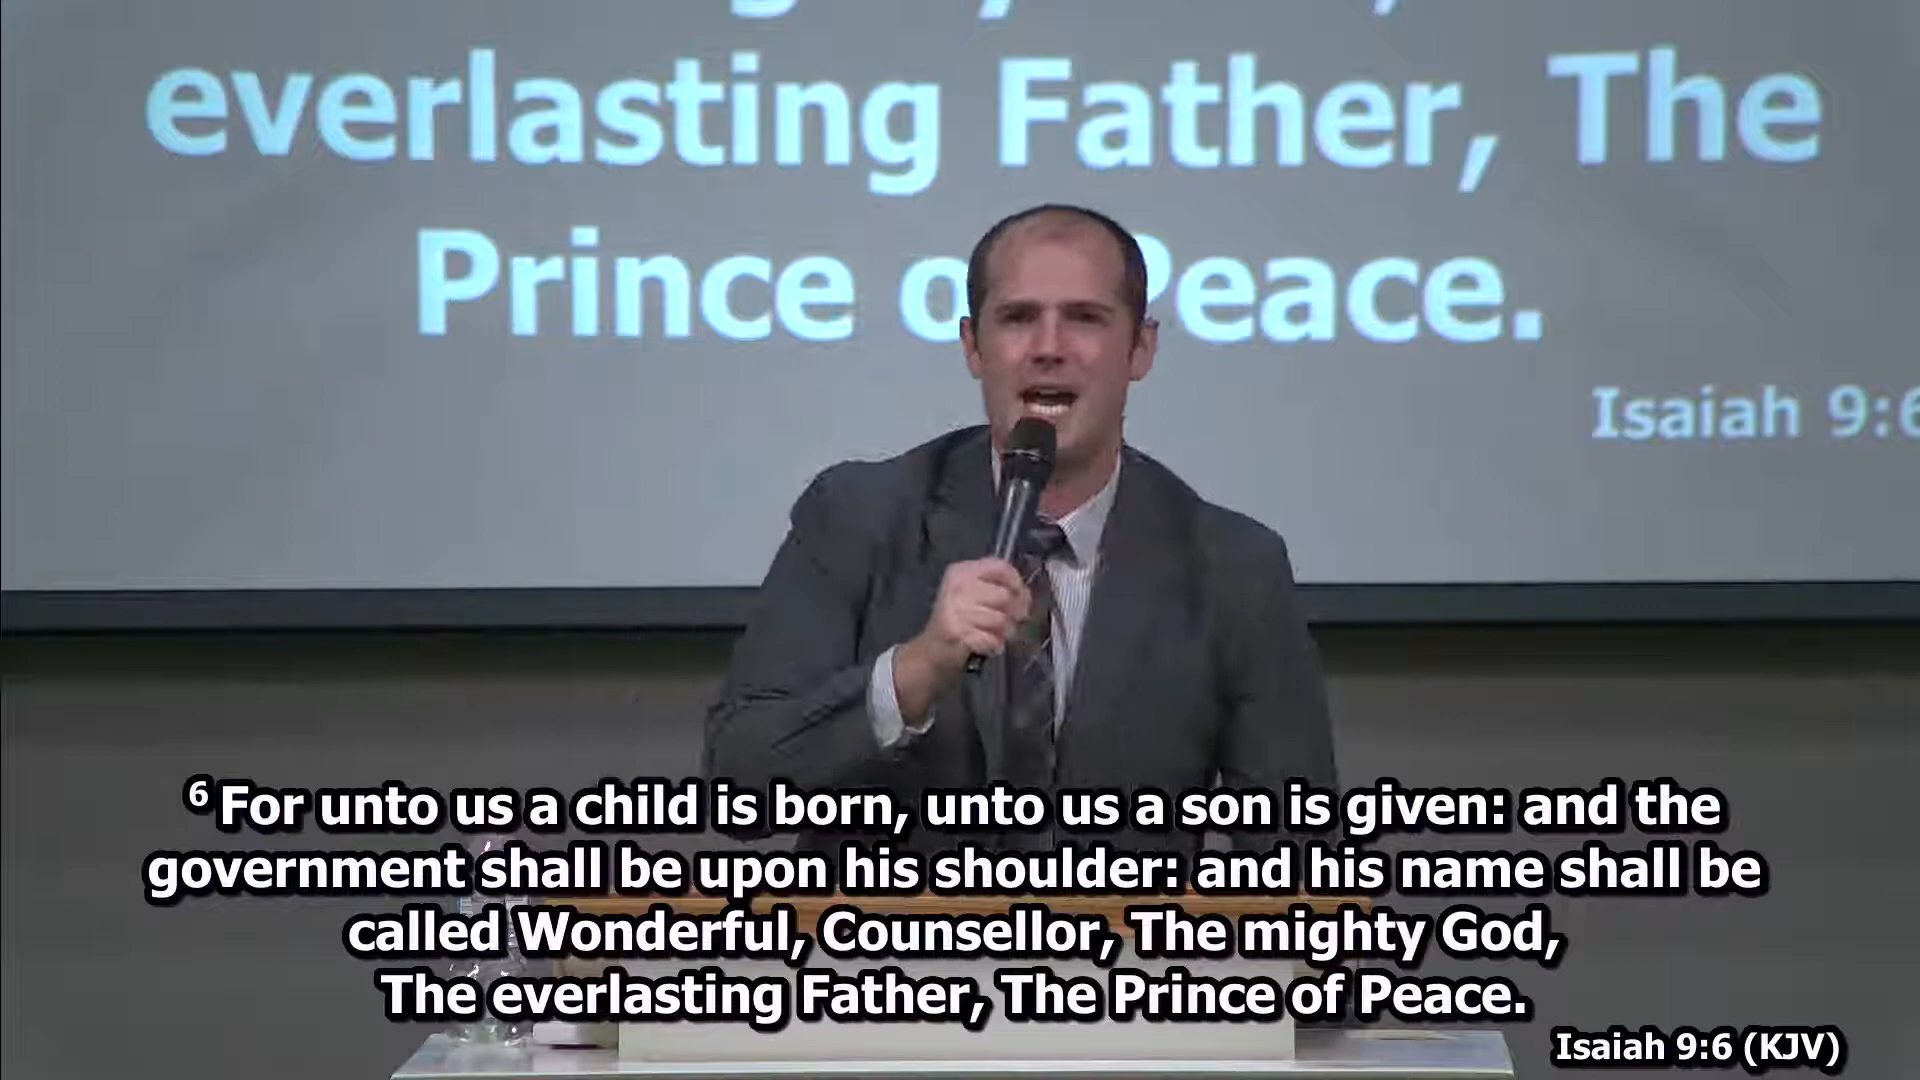 everlasting Father, The
Prince o Peace.
Isaiah 9:6
6 For unto us a child is born, unto us a son is given: and the
government shall be upon his shoulder: and his name shall be
called Wonderful, Counsellor, The mighty God,
The everlasting Father, The Prince of Peace.
Isaiah 9:6 (KJV)